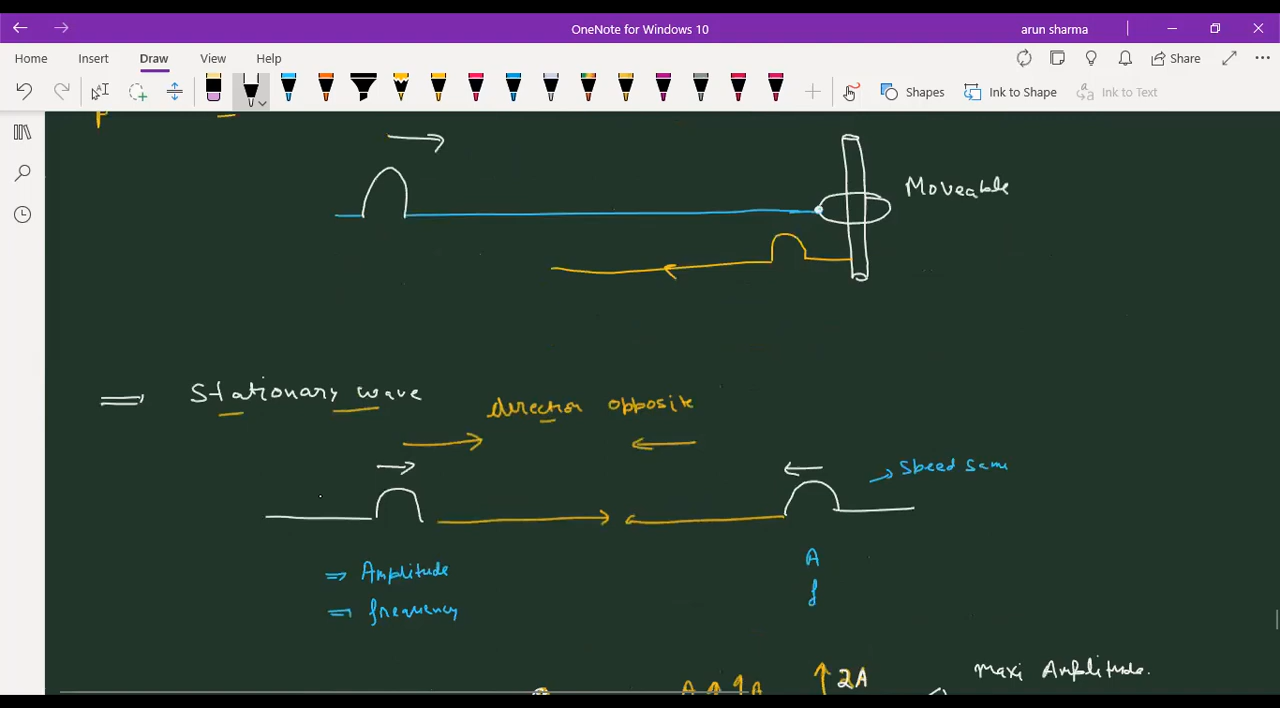 OneNote for Windows 10
arun sharma
Home Insert Draw View Help
Share
Shapes Ink to Shape Ink to Text
Moveable
Stationary wave
direction opposite
Speed same
Amplitude
A
frequency
f
Maxi Amplitude.
A A 2A